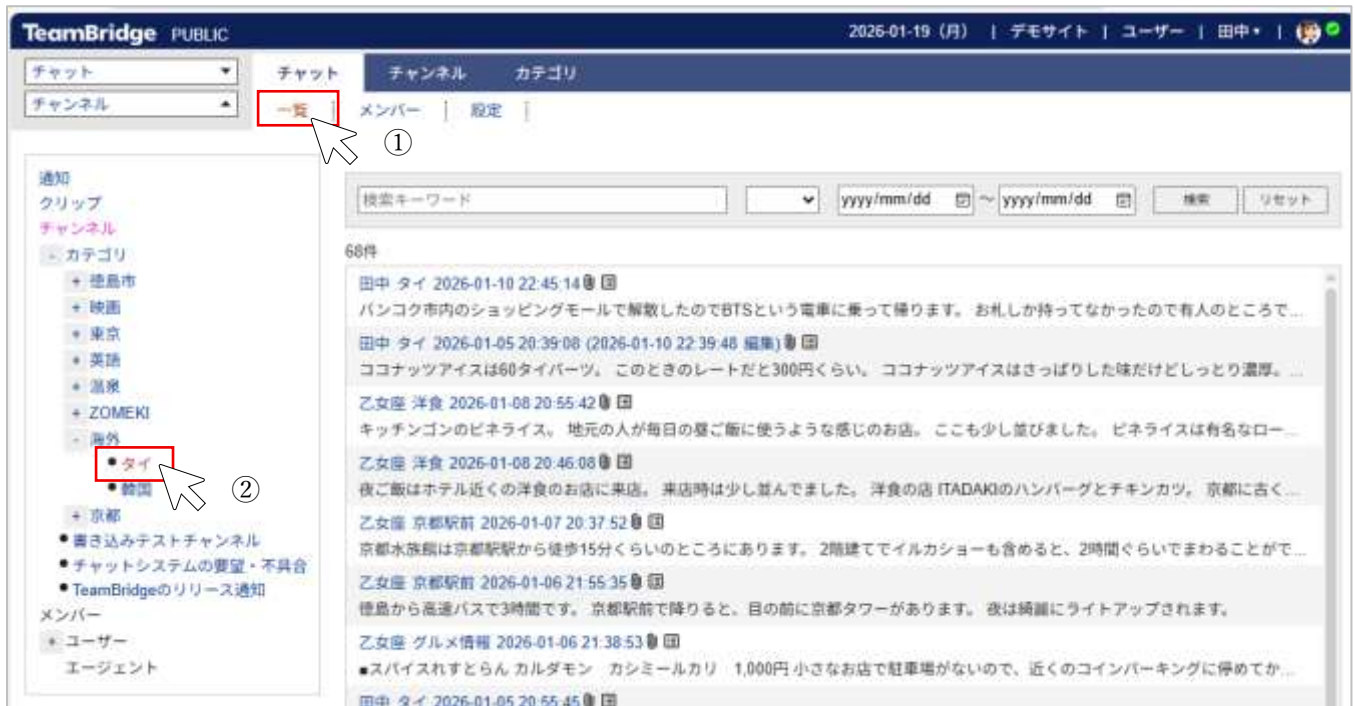 TeamBridge PUBLIC
2026-01-19（月） | デモサイト | ユーザー | 田中▾ |
チャット ▼
チャット チャンネル カテゴリ
チャンネル ▲
一覧 | メンバー | 設定 |
①
通知
クリップ
チャンネル
- カテゴリ
+ 徳島市
+ 映画
+ 東京
+ 英語
+ 温泉
+ ZOMEKI
- 海外
●タイ
②
●韓国
+ 京都
●書き込みテストチャンネル
●チャットシステムの要望・不具合
●TeamBridgeのリリース通知
メンバー
+ ユーザー
エージェント
検索キーワード yyyy/mm/dd ～ yyyy/mm/dd 検索 リセット
68件
田中 タイ 2026-01-10 22:45:14
バンコク市内のショッピングモールで解散したのでBTSという電車に乗って帰ります。 お札しか持ってなかったので有人のところで...
田中 タイ 2026-01-05 20:39:08 (2026-01-10 22:39:48 編集)
ココナッツアイスは60タイバーツ。 このときのレートだと300円くらい。 ココナッツアイスはさっぱりした味だけどしっとり濃厚。...
乙女座 洋食 2026-01-08 20:55:42
キッチンゴンのピネライス。 地元の人が毎日の昼ご飯に使うような感じのお店。 ここも少し並びました。 ピネライスは有名なロー...
乙女座 洋食 2026-01-08 20:46:08
夜ご飯はホテル近くの洋食のお店に来店。 来店時は少し並んでました。 洋食の店 ITADAKIのハンバーグとチキンカツ。 京都に古く...
乙女座 京都駅前 2026-01-07 20:37:52
京都水族館は京都駅駅から徒歩15分くらいのところにあります。 2階建てでイルカショーも含めると、2時間ぐらいでまわることがで...
乙女座 京都駅前 2026-01-06 21:55:35
徳島から高速バスで3時間です。 京都駅前で降りると、目の前に京都タワーがあります。 夜は綺麗にライトアップされます。
乙女座 グルメ情報 2026-01-06 21:38:53
■スパイスれすとらん カルダモン カシミールカリ 1,000円 小さなお店で駐車場がないので、近くのコインパーキングに停めてか...
田中 タイ 2026-01-05 20:55:45